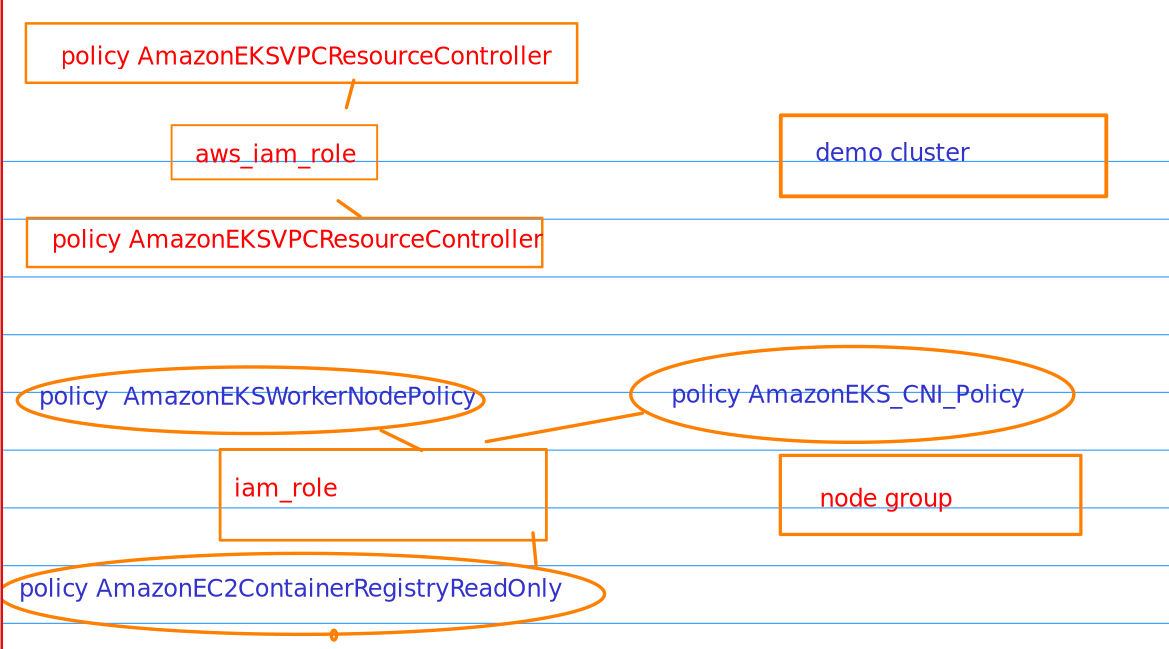 policy AmazonEKSVPCResourceController
aws_iam_role
demo cluster
policy AmazonEKSVPCResourceController
policy  AmazonEKSWorkerNodePolicy
policy AmazonEKS_CNI_Policy
iam_role
node group
policy AmazonEC2ContainerRegistryReadOnly